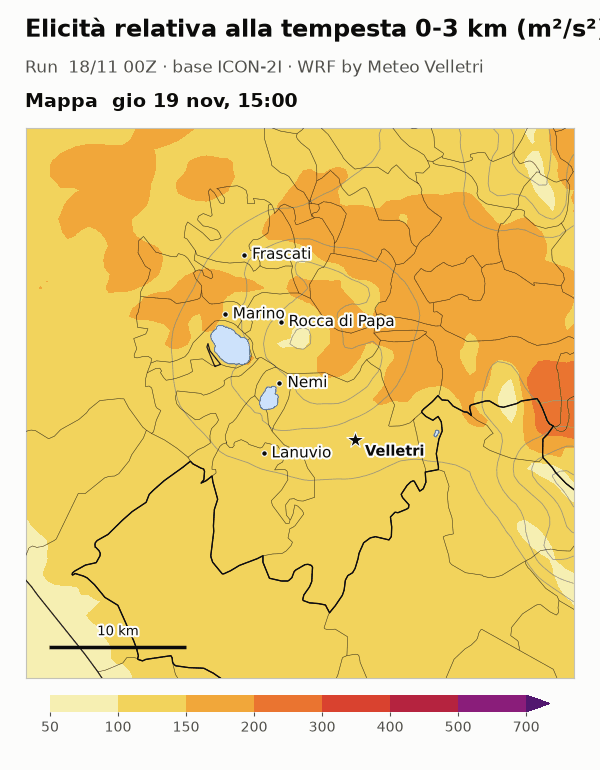 Elicità relativa alla tempesta 0-3 km (m²/s²)
Run  18/11 00Z · base ICON-2I · WRF by Meteo Velletri
Mappa  gio 19 nov, 15:00
Frascati
Marino
Rocca di Papa
Nemi
Lanuvio
Velletri
10 km
50 100 150 200 300 400 500 700